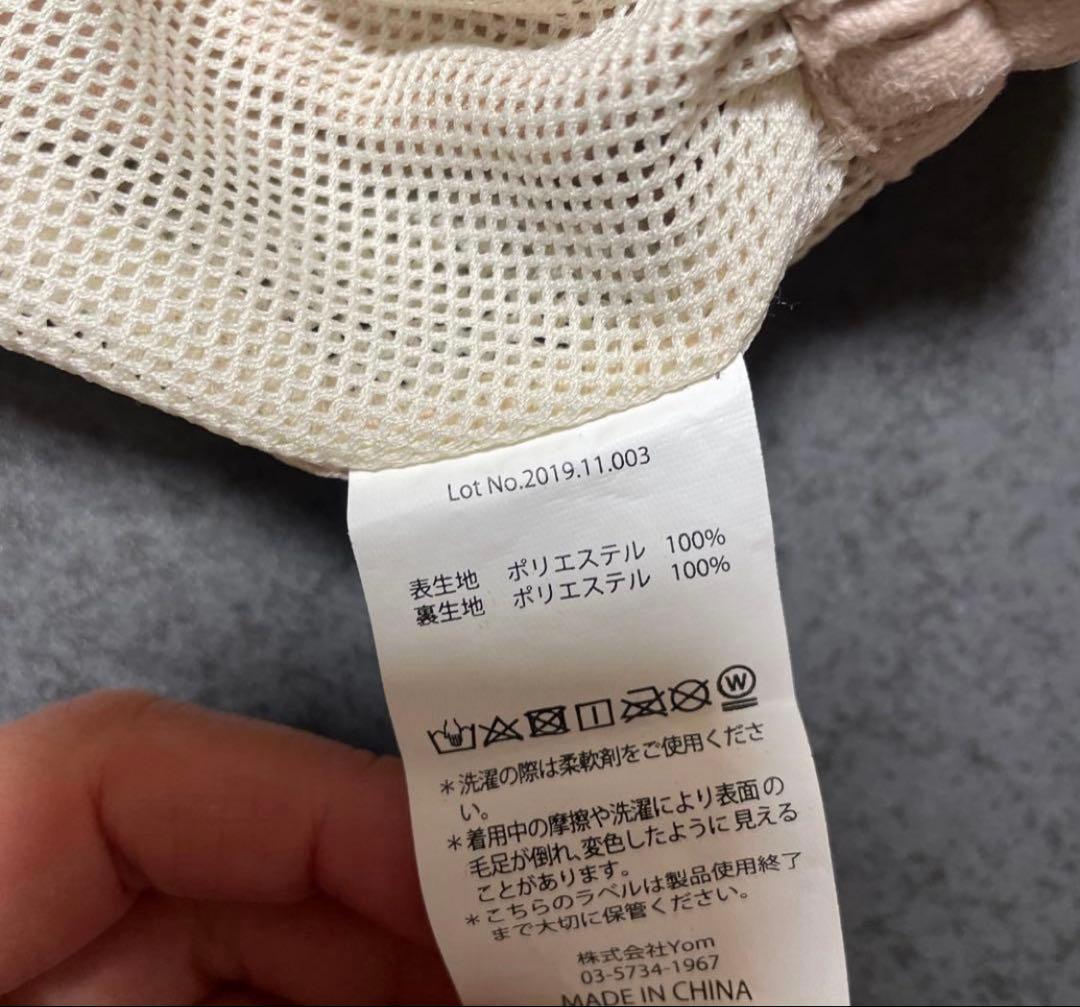 Lot No.2019.11.003
表生地 ポリエステル 100%
裏生地 ポリエステル 100%
W
＊洗濯の際は柔軟剤をご使用くださ
い。
＊着用中の摩擦や洗濯により表面の
毛足が倒れ、変色したように見える
ことがあります。
＊こちらのラベルは製品使用終了
まで大切に保管ください。
株式会社Yom
03-5734-1967
MADE IN CHINA